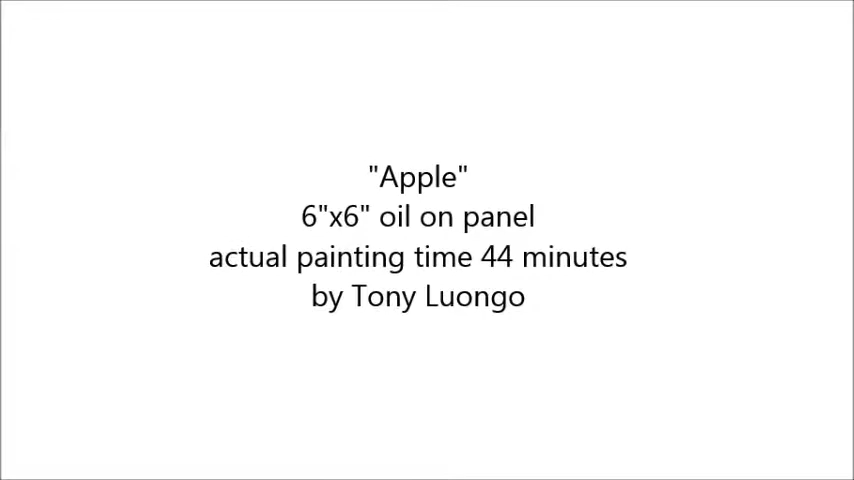 "Apple"
6"x6" oil on panel
actual painting time 44 minutes
by Tony Luongo